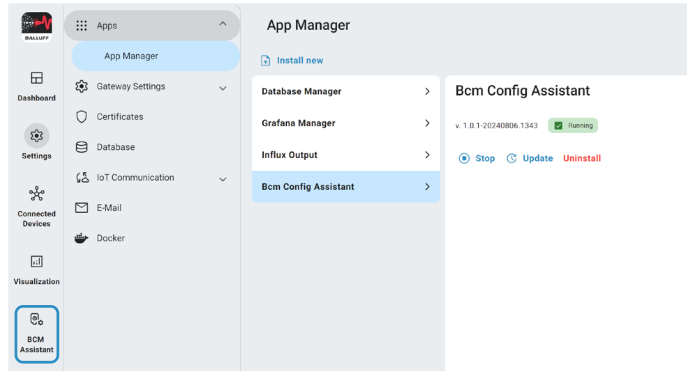 BALLUFF
Dashboard
Settings
Connected
Devices
Visualization
BCM
Assistant
Apps
App Manager
Gateway Settings
Certificates
Database
IoT Communication
E-Mail
Docker
App Manager
Install new
Database Manager
Grafana Manager
Influx Output
Bcm Config Assistant
Bcm Config Assistant
v. 1.0.1-20240806.1343 Running
Stop Update Uninstall